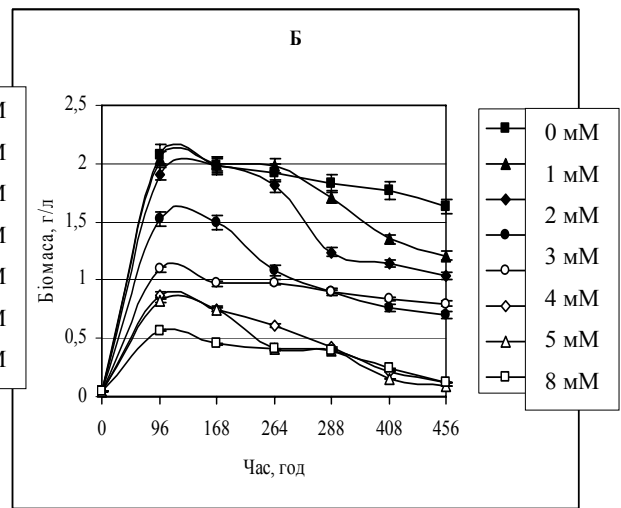 Б
М
М
М
М
М
М
М
2,5
2
1,5
1
0,5
0
Біомаса, г/л
0 96 168 264 288 408 456
Час, год
0 мМ
1 мМ
2 мМ
3 мМ
4 мМ
5 мМ
8 мМ